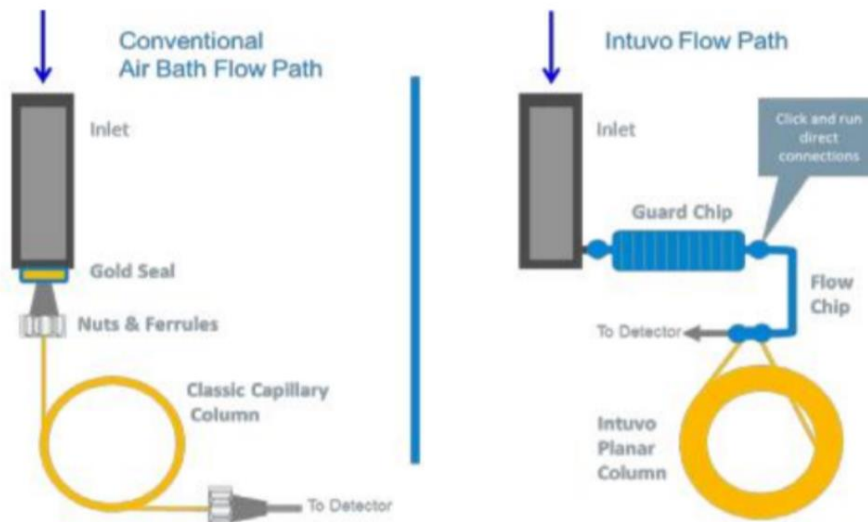 Conventional
Air Bath Flow Path
Inlet
Gold Seal
Nuts & Ferrules
Classic Capillary
Column
To Detector
Intuvo Flow Path
Inlet
Click and run
direct
connections
Guard Chip
Flow
Chip
To Detector
Intuvo
Planar
Column